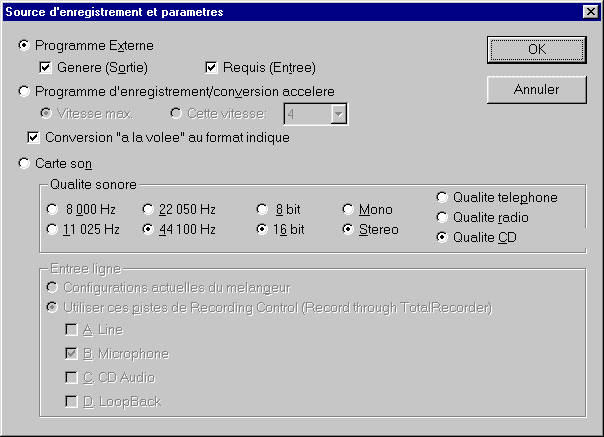 Source d'enregistrement et parametres
Programme Externe
OK
Genere (Sortie) Requis (Entree)
Programme d'enregistrement/conversion accelere
Annuler
Vitesse max. Cette vitesse: 4
Conversion "a la volee" au format indique
Carte son
Qualite sonore
8 000 Hz 22 050 Hz 8 bit Mono Qualite telephone
Qualite radio
11 025 Hz 44 100 Hz 16 bit Stereo Qualite CD
Entree ligne
Configurations actuelles du melangeur
Utiliser ces pistes de Recording Control (Record through TotalRecorder)
A. Line
B. Microphone
C. CD Audio
D. LoopBack